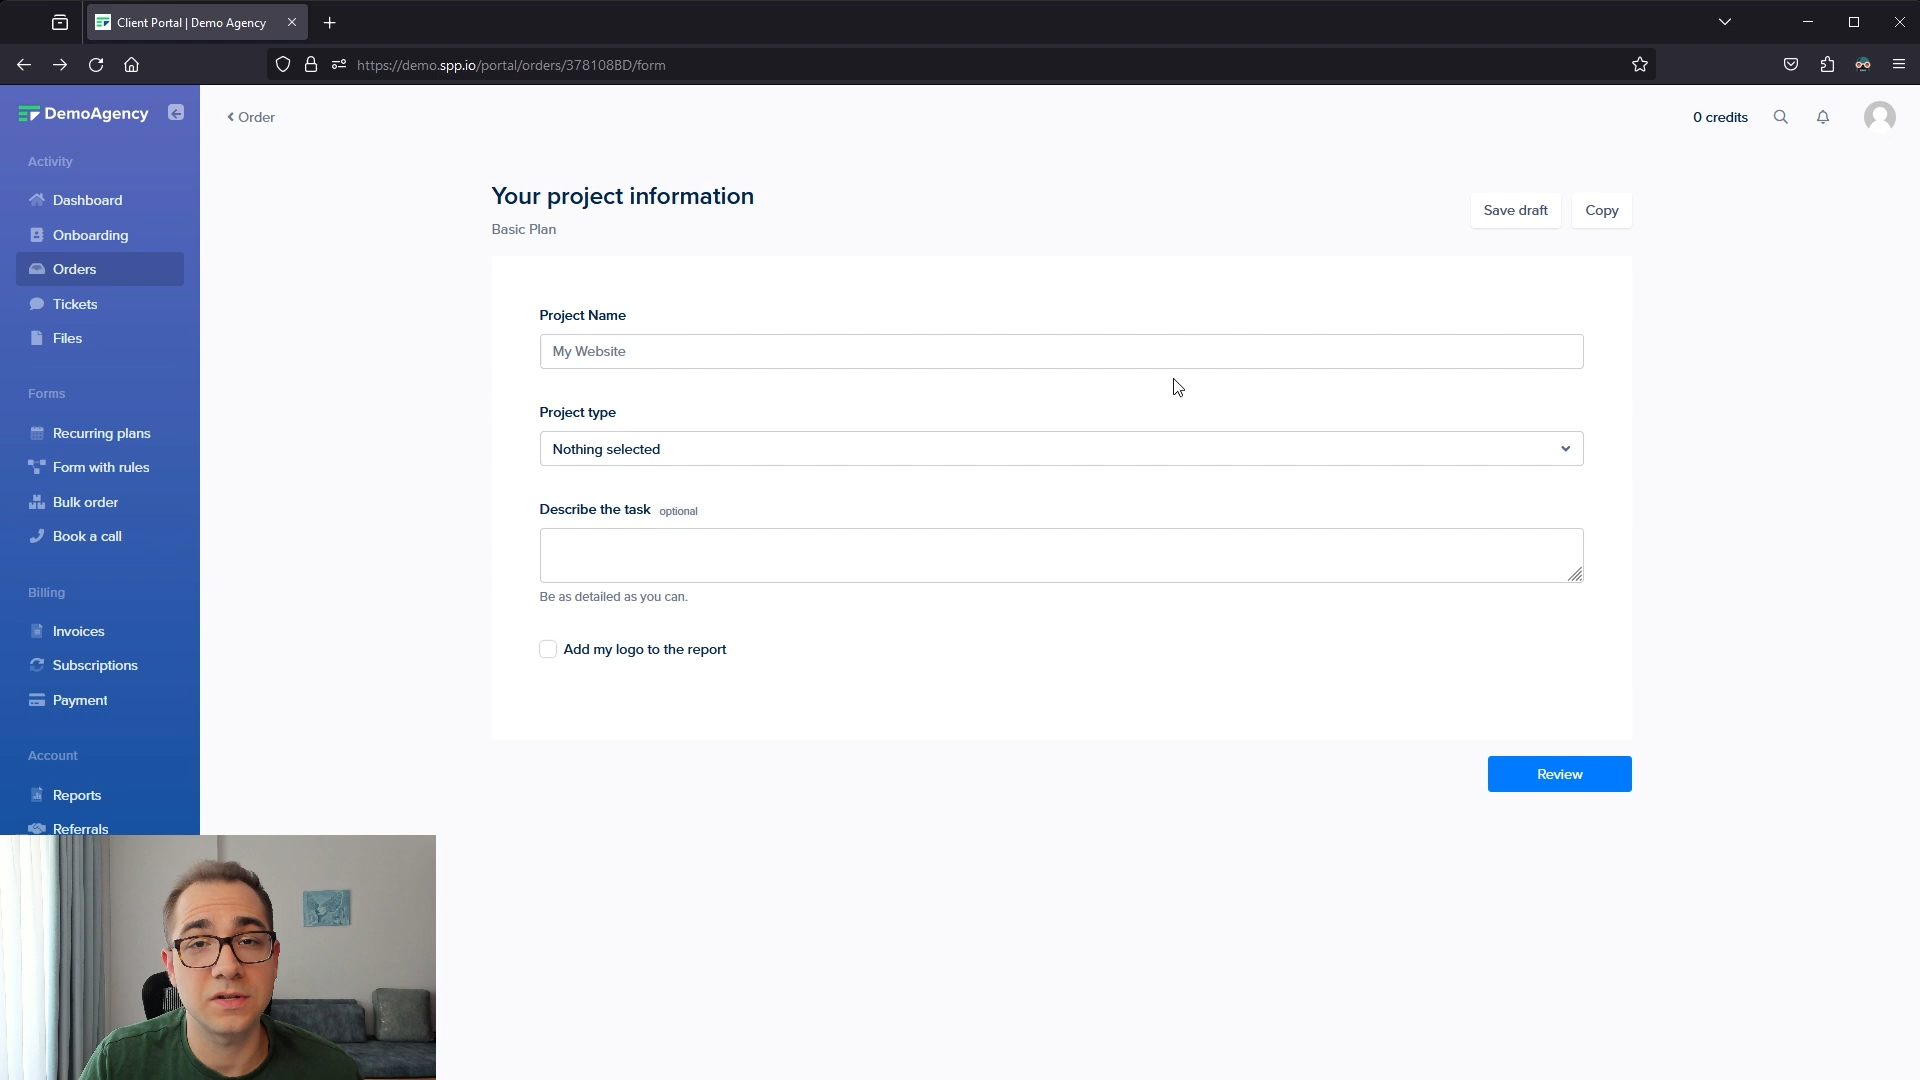 Client Portal | Demo Agency
https://demo.spp.io/portal/orders/378108BD/form
DemoAgency
Activity
Dashboard
Onboarding
Orders
Tickets
Files
Forms
Recurring plans
Form with rules
Bulk order
Book a call
Billing
Invoices
Subscriptions
Payment
Account
Reports
Referrals
Order
0 credits
Your project information
Basic Plan
Save draft
Copy
Project Name
My Website
Project type
Nothing selected
Describe the task optional
Be as detailed as you can.
Add my logo to the report
Review